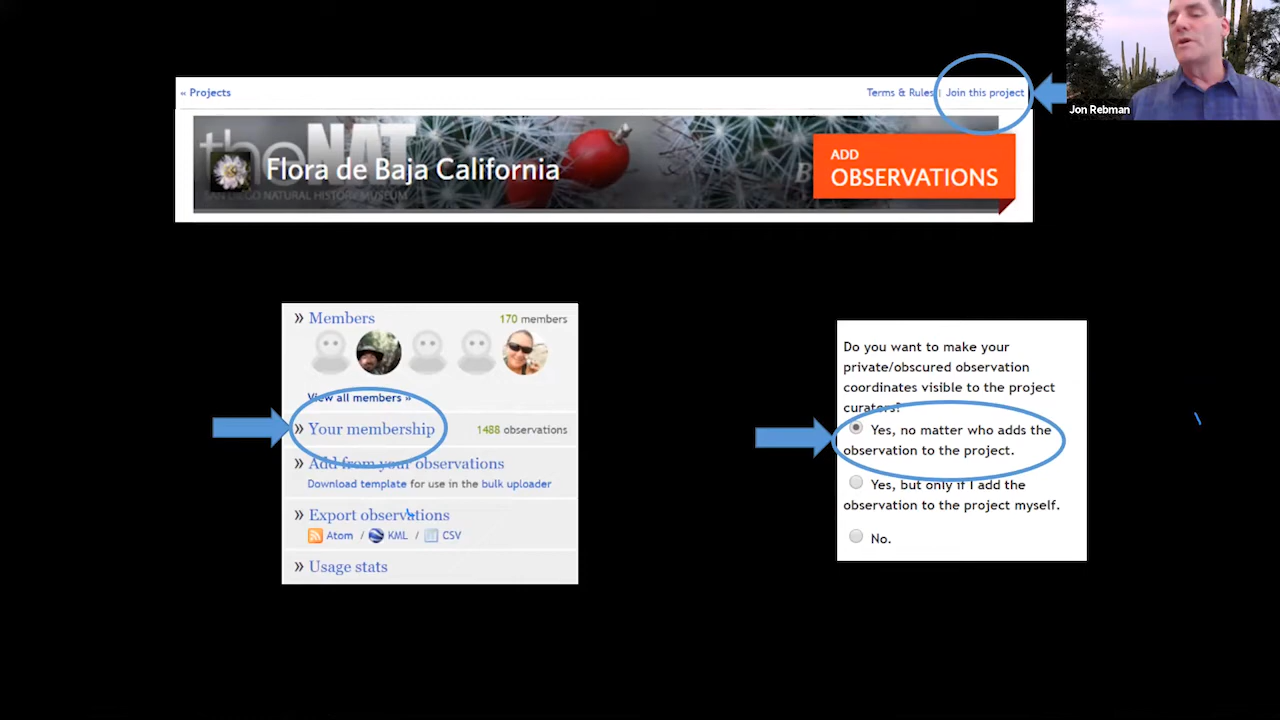 « Projects
Terms & Rules | Join this project
Jon Rebman
theNAT
Flora de Baja California
SAN DIEGO NATURAL HISTORY MUSEUM
ADD
OBSERVATIONS
» Members 170 members
View all members »
» Your membership 1488 observations
» Add from your observations
Download template for use in the bulk uploader
» Export observations
Atom / KML / CSV
» Usage stats
Do you want to make your
private/obscured observation
coordinates visible to the project
curators?
Yes, no matter who adds the
observation to the project.
Yes, but only if I add the
observation to the project myself.
No.